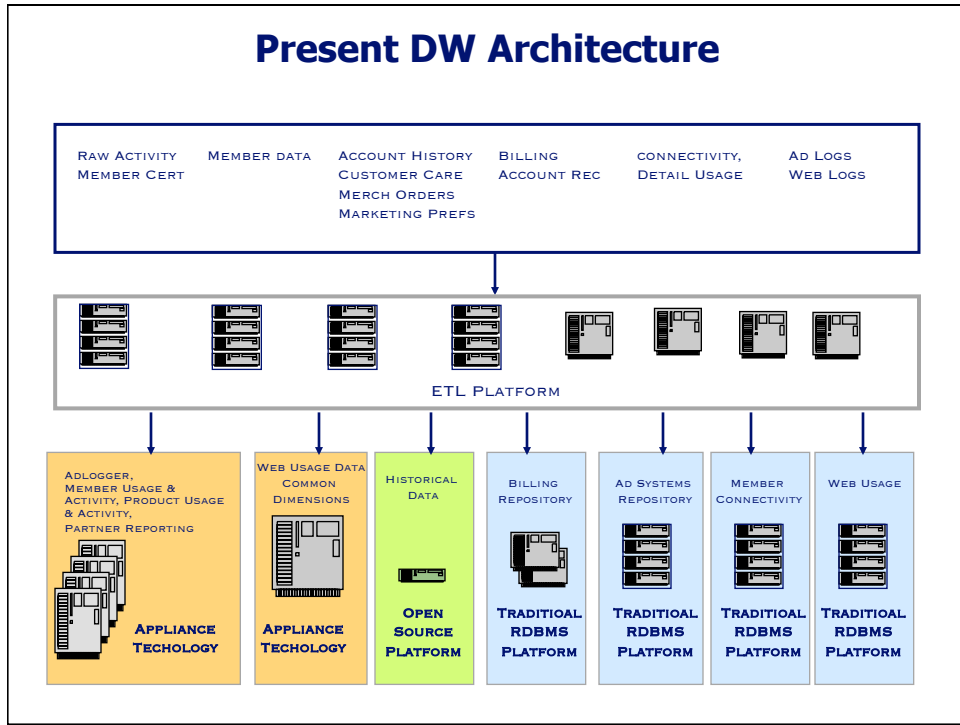 Present DW Architecture
Raw Activity
Member Cert
Member data
Account History
Customer Care
Merch Orders
Marketing Prefs
Billing
Account Rec
connectivity,
Detail Usage
Ad Logs
Web Logs
ETL Platform
Adlogger,
Member Usage &
Activity, Product Usage
& Activity,
Partner Reporting
Appliance
Techology
Web Usage Data
Common
Dimensions
Appliance
Techology
Historical
Data
Open
Source
Platform
Billing
Repository
Traditioal
RDBMS
Platform
Ad Systems
Repository
Traditioal
RDBMS
Platform
Member
Connectivity
Traditioal
RDBMS
Platform
Web Usage
Traditioal
RDBMS
Platform